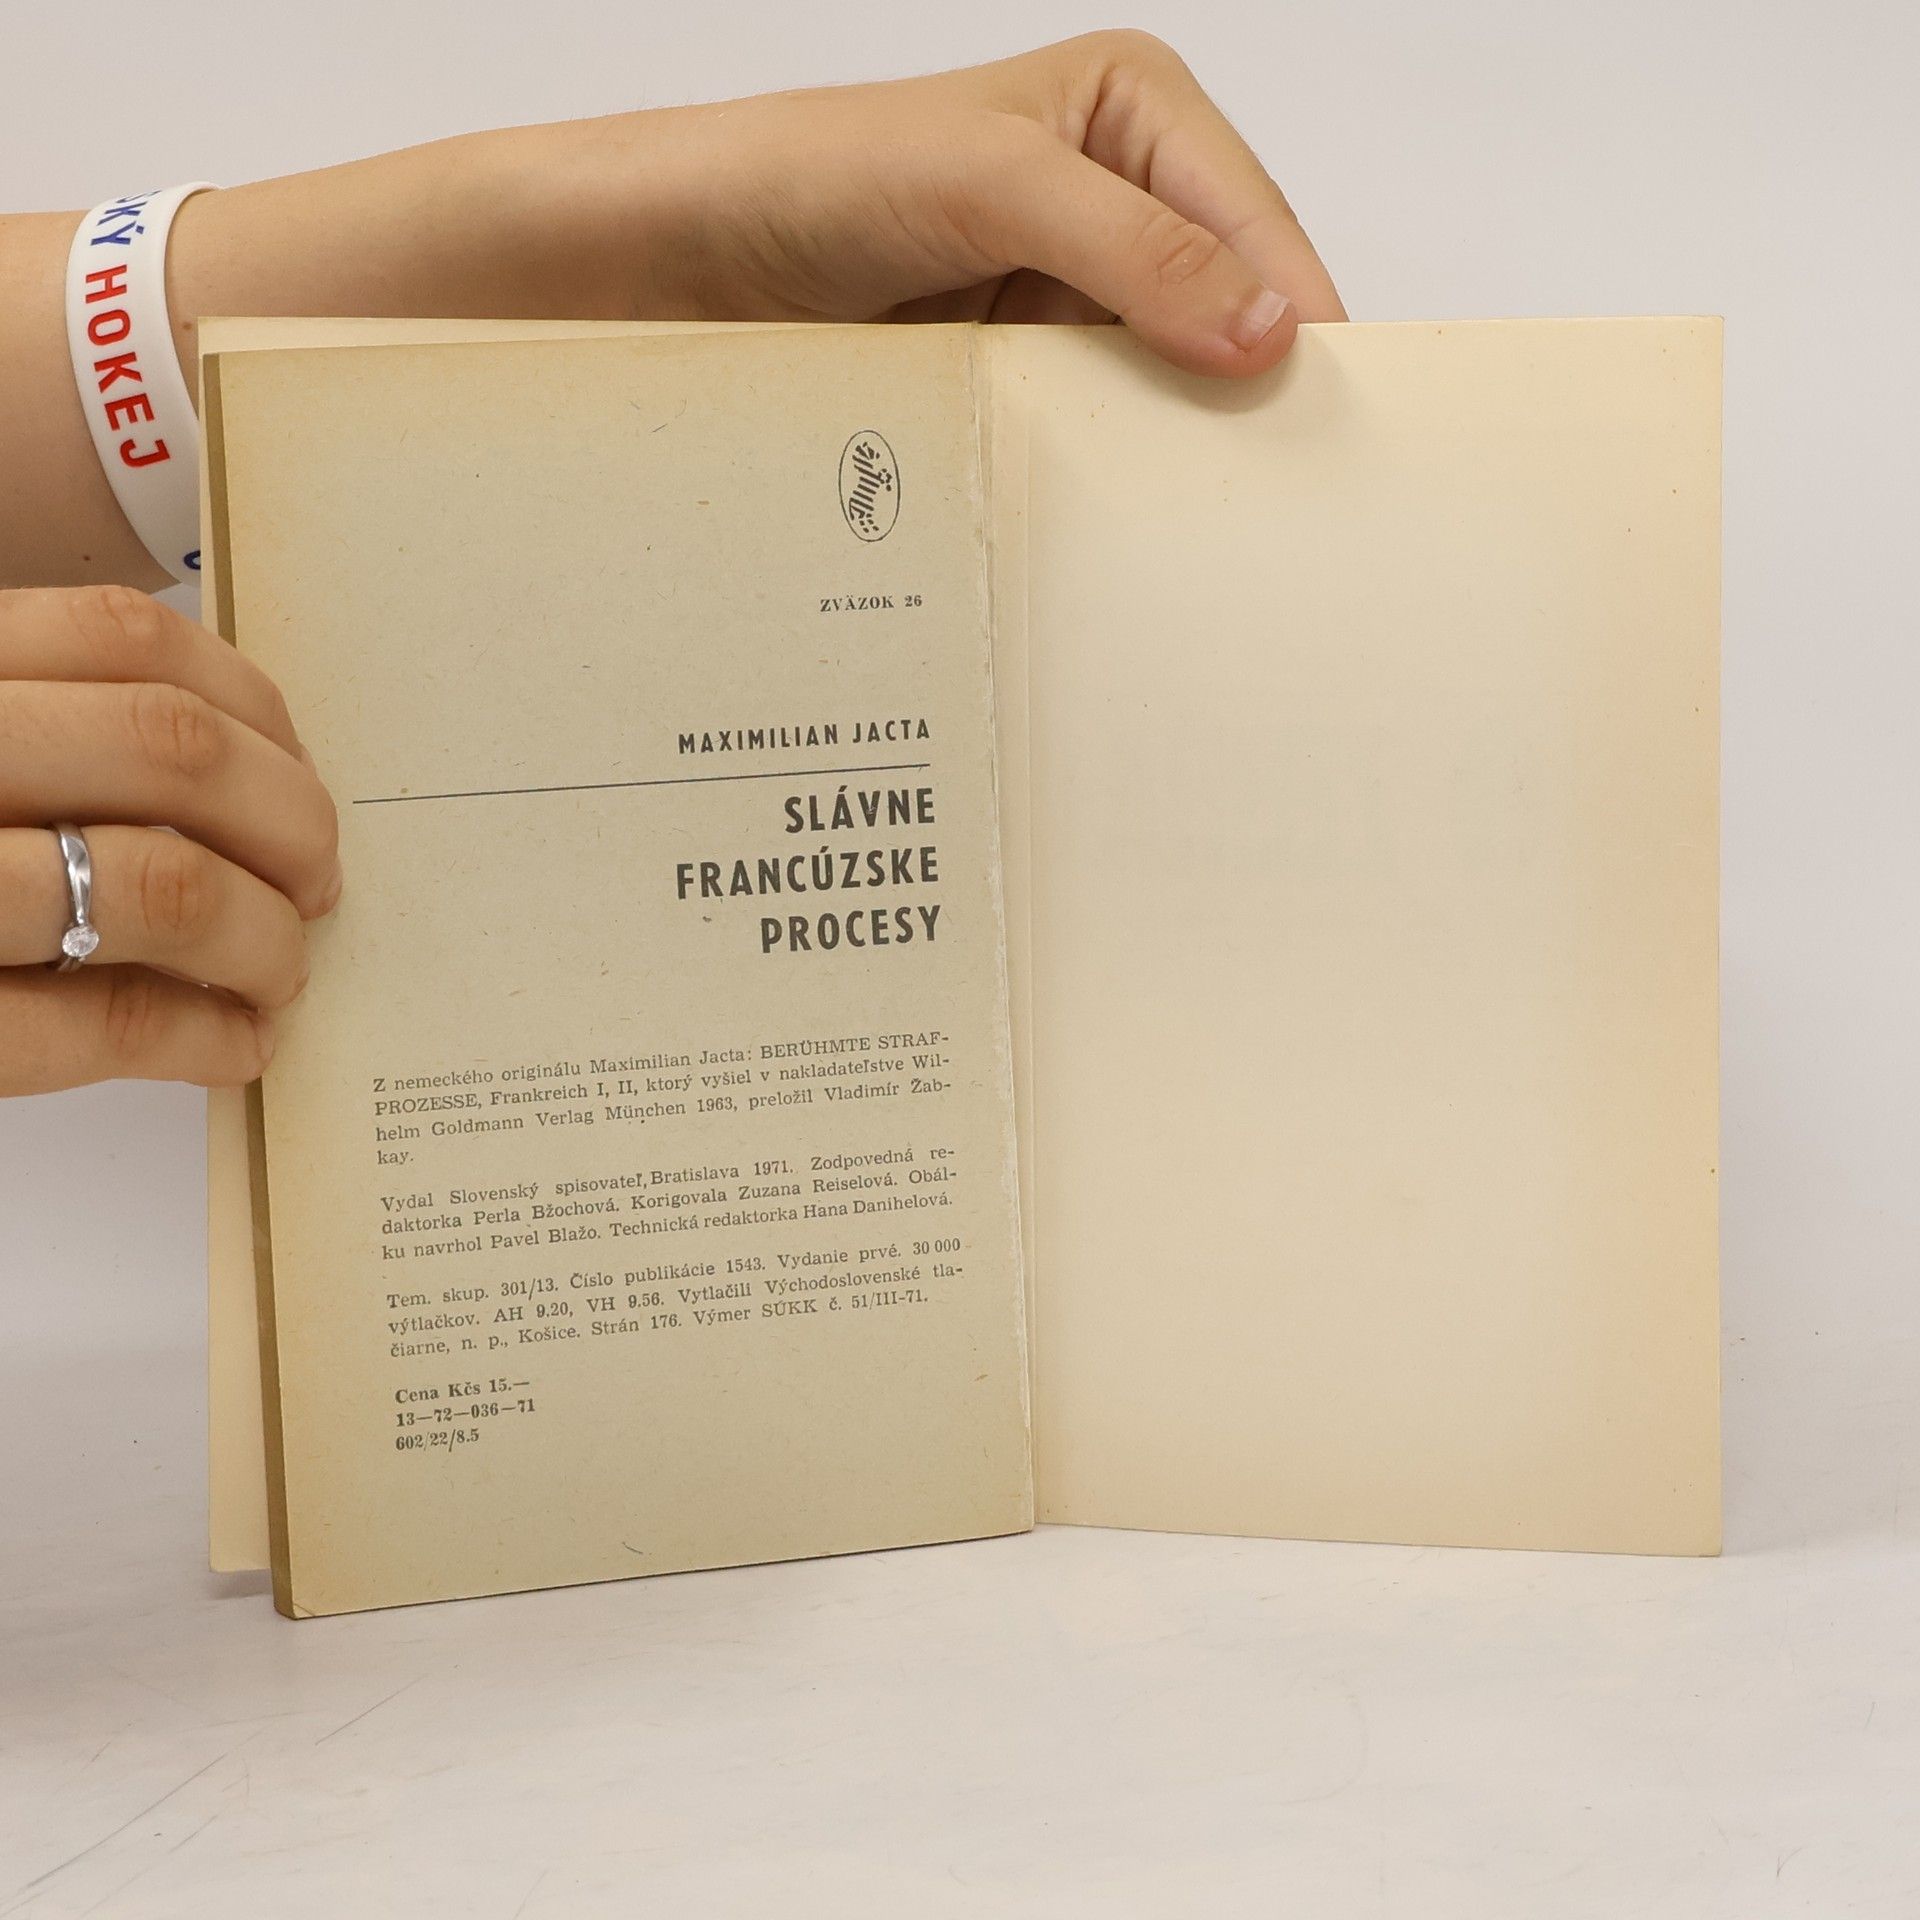 HOKEJ
ZVÄZOK 26
MAXIMILIAN JACTA
SLÁVNE
FRANCÚZSKE
PROCESY
Z nemeckého originálu Maximilian Jacta: BERÜHMTE STRAF-
PROZESSE, Frankreich I, II, ktorý vyšiel v nakladateľstve Wil-
helm Goldmann Verlag München 1963, preložil Vladimír Žab-
kay.
Vydal Slovenský spisovateľ, Bratislava 1971. Zodpovedná re-
daktorka Perla Bžochová. Korigovala Zuzana Reiselová. Obál-
ku navrhol Pavel Blažo. Technická redaktorka Hana Danihelová.
Tem. skup. 301/13. Číslo publikácie 1543. Vydanie prvé. 30 000
výtlačkov. AH 9.20, VH 9.56. Vytlačili Východoslovenské tla-
čiarne, n. p., Košice. Strán 176. Výmer SÚKK č. 51/III-71.
Cena Kčs 15.—
13—72—036—71
602/22/8.5